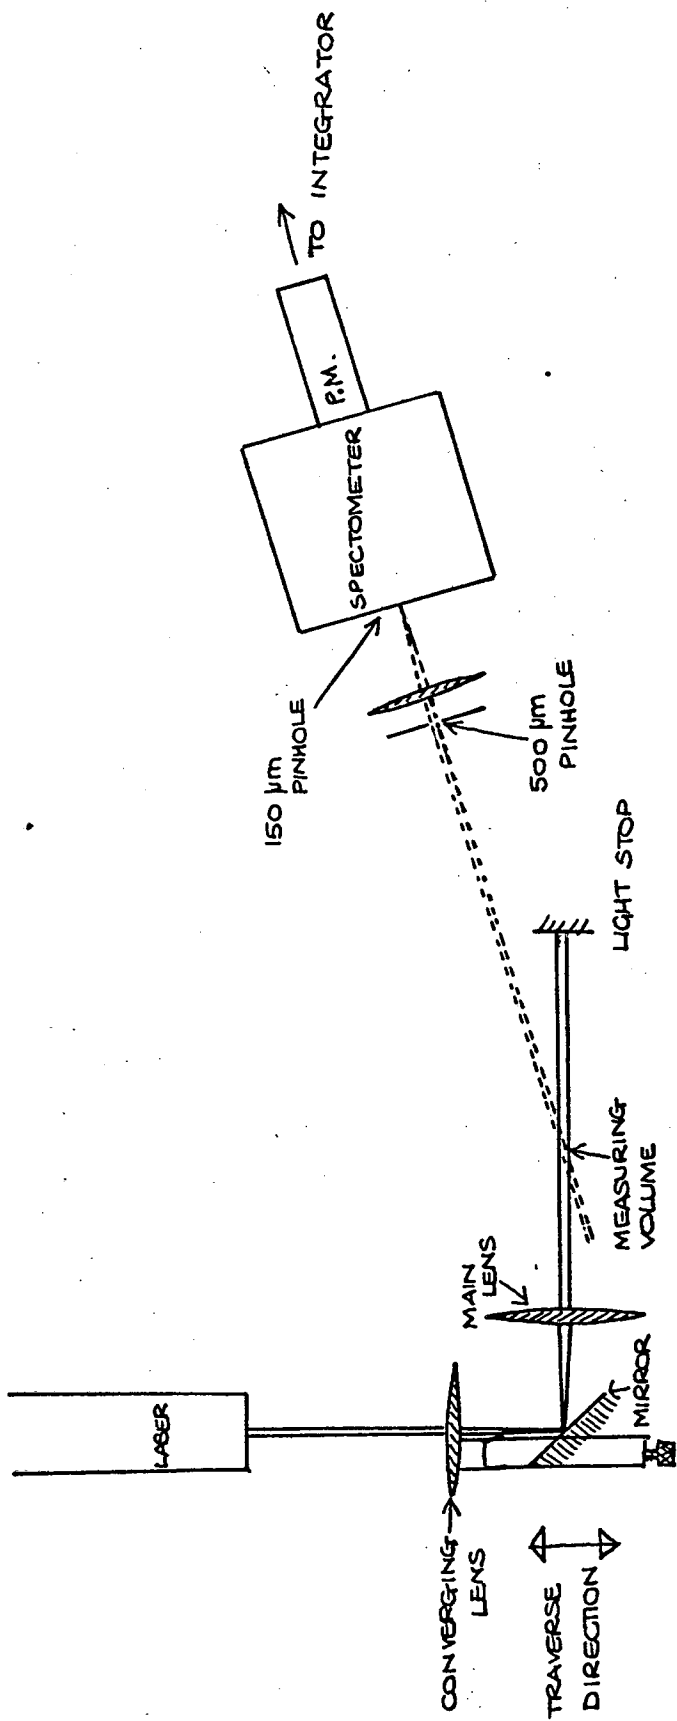 LASER
CONVERGING
LENS
TRAVERSE
DIRECTION
MIRROR
MAIN
LENS
MEASURING
VOLUME
LIGHT STOP
500 µm
PINHOLE
150 µm
PINHOLE
SPECTOMETER
P.M.
TO INTEGRATOR